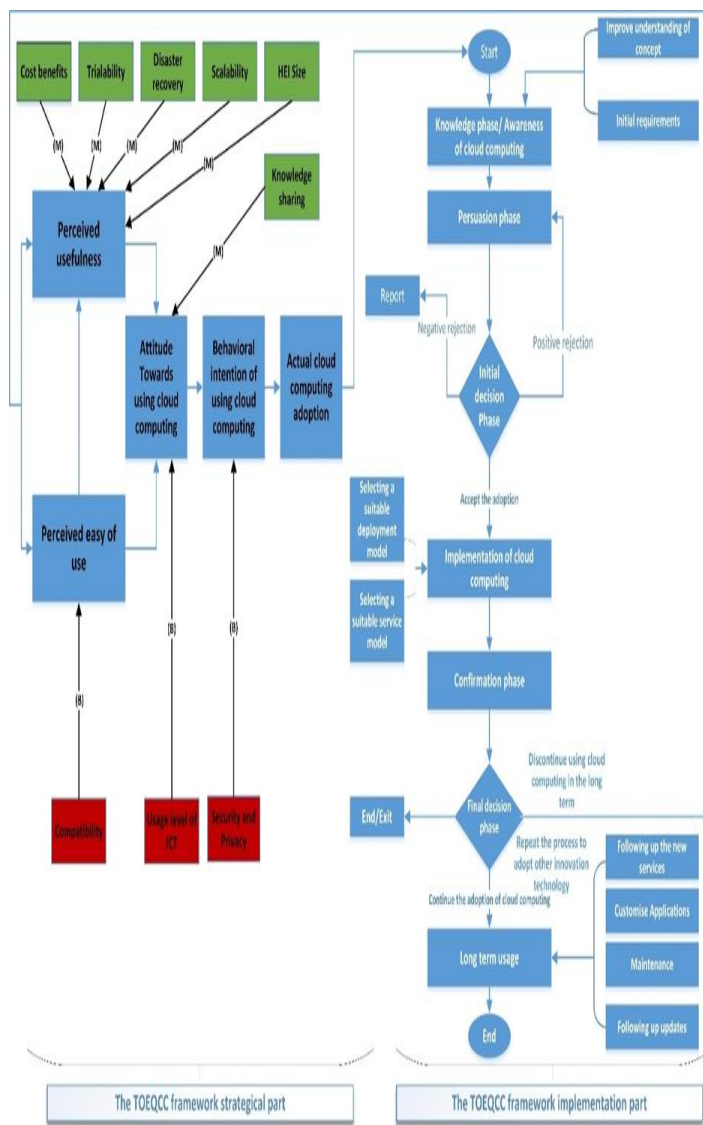 Cost benefits
Trialability
Disaster
recovery
Scalability
HEI Size
(M)
(M)
(M)
(M)
(M)
Knowledge
sharing
(M)
Perceived
usefulness
Attitude
Towards
using cloud
computing
Behavioral
intention of
using cloud
computing
Actual cloud
computing
adoption
Perceived easy of
use
(B)
(B)
(B)
Compatibility
Usage level of
ICT
Security and
Privacy
The TOEQCC framework strategical part
Start
Improve understanding of
concept
Initial requirements
Knowledge phase/ Awareness
of cloud computing
Persuasion phase
Report
Negative rejection
Positive rejection
Initial
decision
Phase
Accept the adoption
Selecting a
suitable
deployment
model
Selecting a
suitable service
model
Implementation of cloud
computing
Confirmation phase
Discontinue using cloud
computing in the long
term
End/Exit
Final decision
phase
Repeat the process to
adopt other innovation
technology
Continue the adoption of cloud computing
Following up the new
services
Customise Applications
Maintenance
Following up updates
Long term usage
End
The TOEQCC framework implementation part